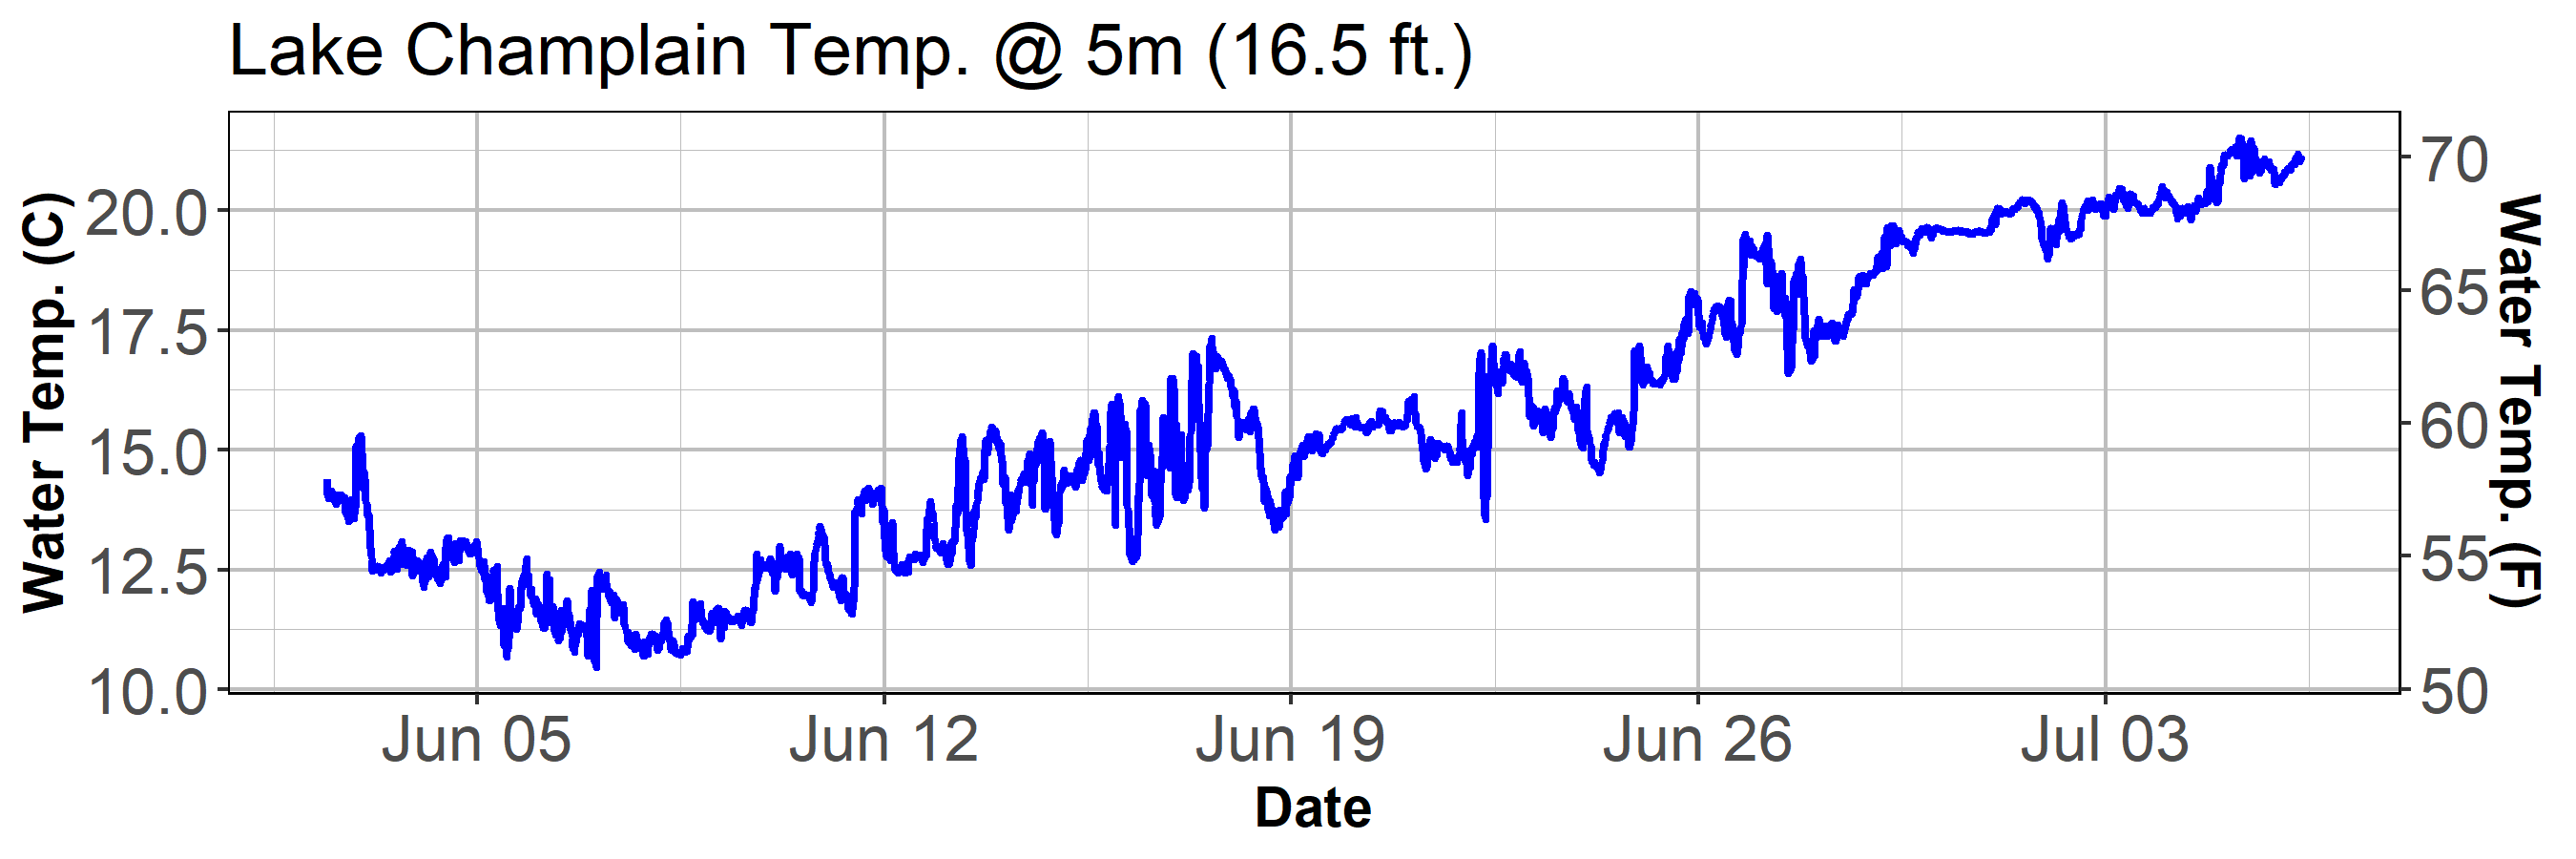 Lake Champlain Temp. @ 5m (16.5 ft.)
Water Temp. (C)
20.0
17.5
15.0
12.5
10.0
70
65
60
55
50
Water Temp. (F)
Jun 05 Jun 12 Jun 19 Jun 26 Jul 03
Date